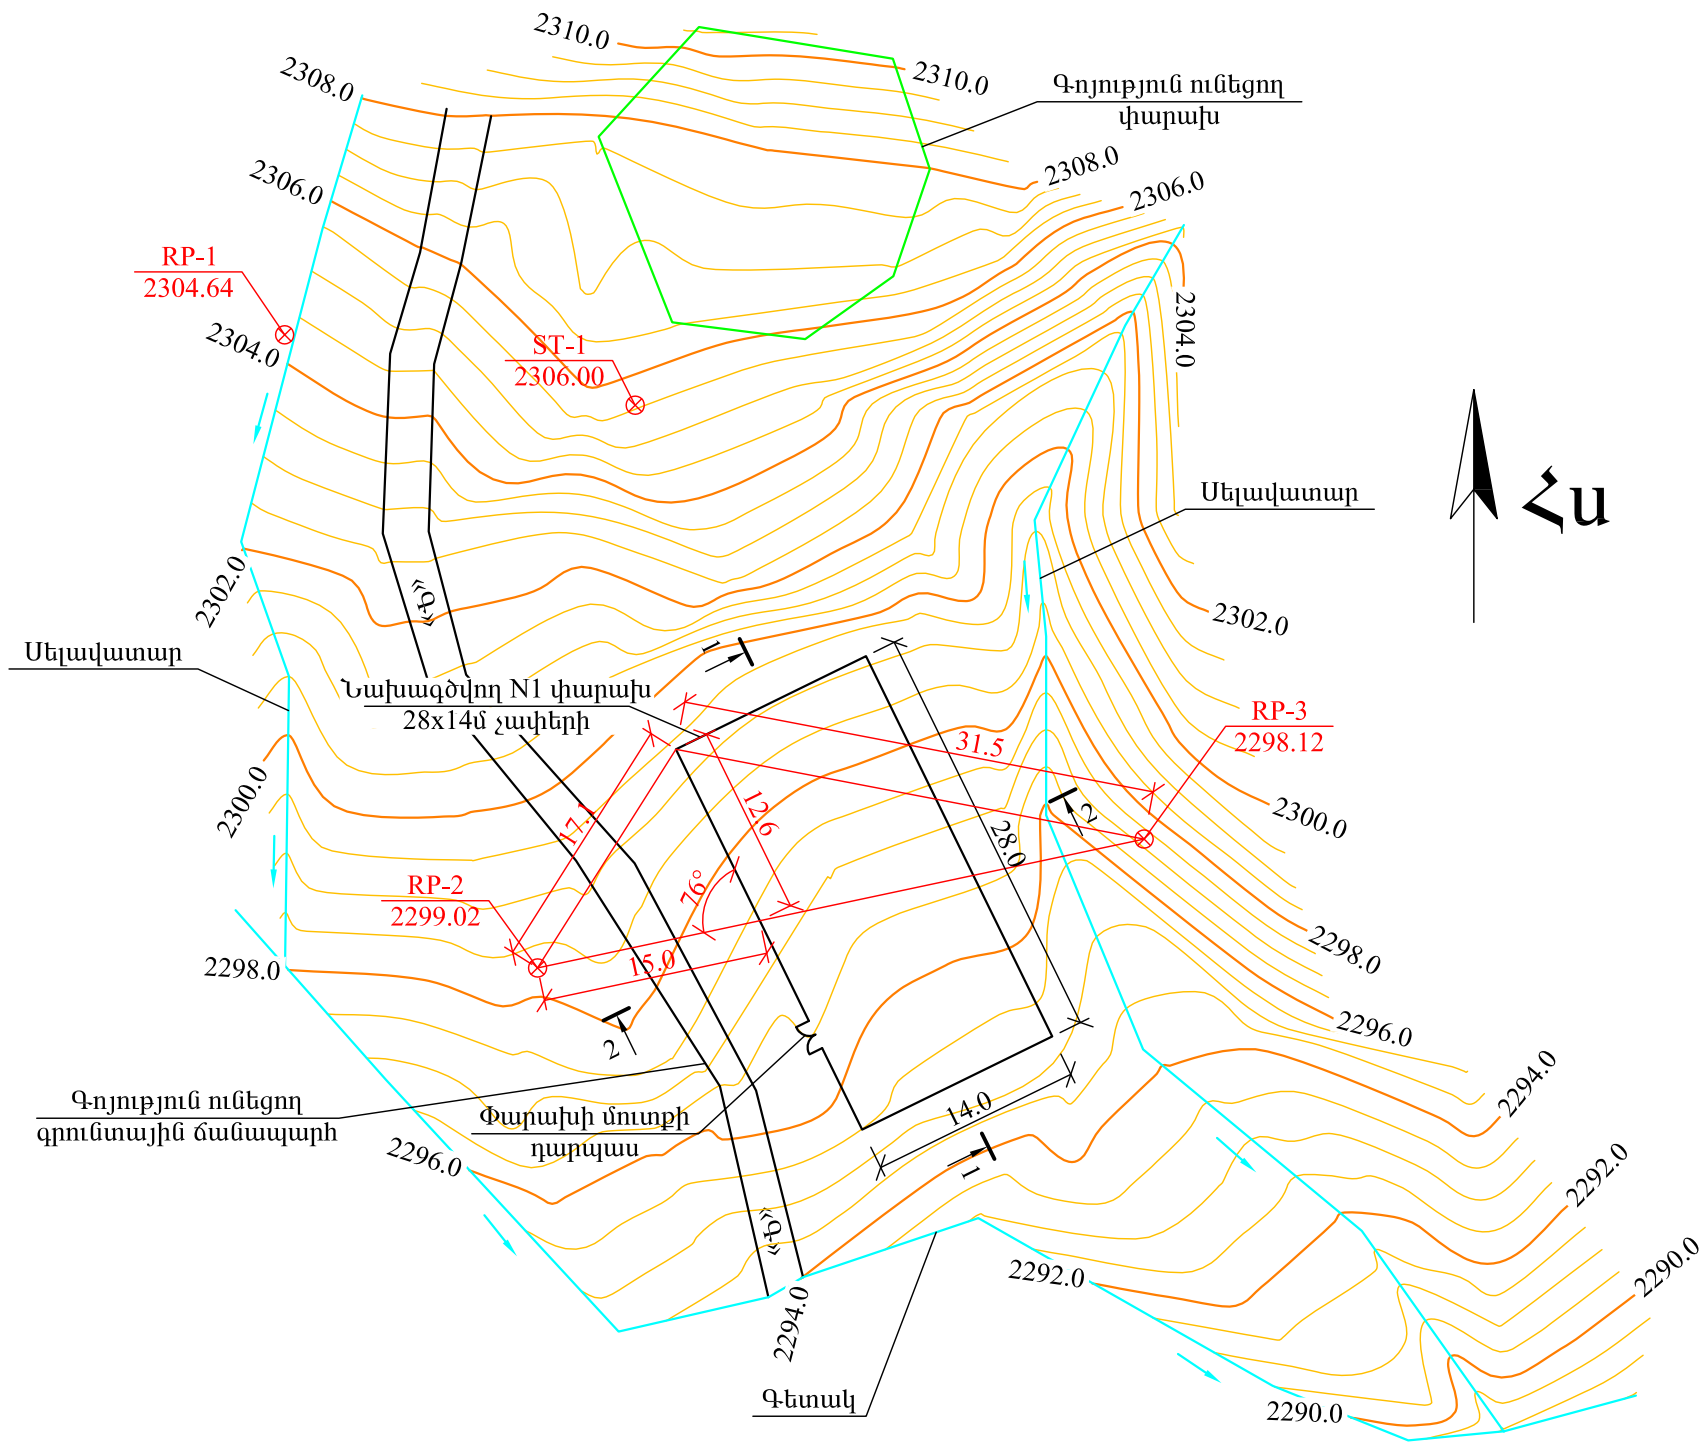 2310.0
2308.0
2310.0
Գոյություն ունեցող
փարախ
2308.0
2306.0
2306.0
RP-1
2304.64
2304.0
2304.0
ST-1
2306.00
Հս
Սելավատար
2302.0
«Գ»
2302.0
Սելավատար
1
Նախագծվող N1 փարախ
28x14մ չափերի
31.5
RP-3
2298.12
2300.0
2300.0
17.1
12.6
28.0
2
76°
RP-2
2299.02
2298.0
2298.0
15.0
2296.0
2
Գոյություն ունեցող
գրունտային ճանապարհ
Փարախի մուտքի
դարպաս
14.0
2294.0
2296.0
1
2292.0
«Գ»
2292.0
2290.0
2294.0
Գետակ
2290.0